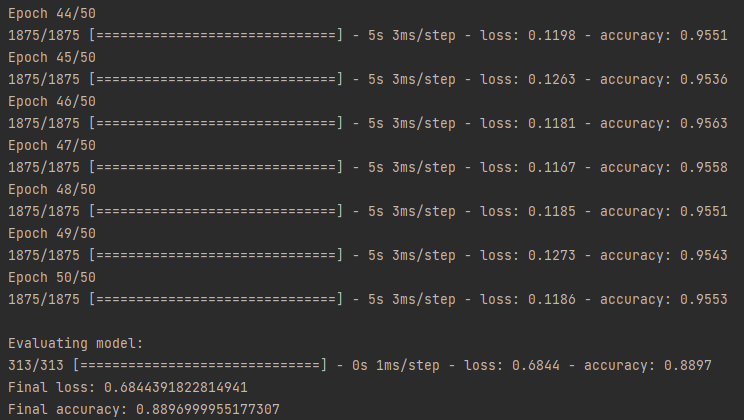 Epoch 44/50
1875/1875 [==============================] - 5s 3ms/step - loss: 0.1198 - accuracy: 0.9551
Epoch 45/50
1875/1875 [==============================] - 5s 3ms/step - loss: 0.1263 - accuracy: 0.9536
Epoch 46/50
1875/1875 [==============================] - 5s 3ms/step - loss: 0.1181 - accuracy: 0.9563
Epoch 47/50
1875/1875 [==============================] - 5s 3ms/step - loss: 0.1167 - accuracy: 0.9558
Epoch 48/50
1875/1875 [==============================] - 5s 3ms/step - loss: 0.1185 - accuracy: 0.9551
Epoch 49/50
1875/1875 [==============================] - 5s 3ms/step - loss: 0.1273 - accuracy: 0.9543
Epoch 50/50
1875/1875 [==============================] - 5s 3ms/step - loss: 0.1186 - accuracy: 0.9553
Evaluating model:
313/313 [==============================] - 0s 1ms/step - loss: 0.6844 - accuracy: 0.8897
Final loss: 0.6844391822814941
Final accuracy: 0.8896999955177307